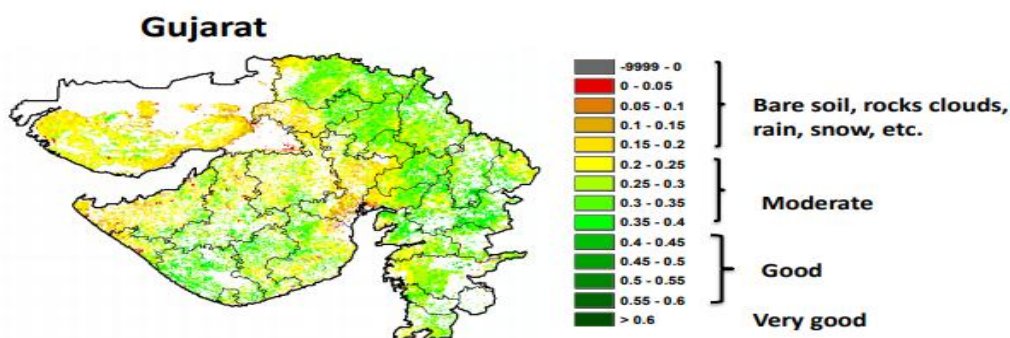 Gujarat
-9999 - 0
0 - 0.05
0.05 - 0.1
0.1 - 0.15
0.15 - 0.2
0.2 - 0.25
0.25 - 0.3
0.3 - 0.35
0.35 - 0.4
0.4 - 0.45
0.45 - 0.5
0.5 - 0.55
0.55 - 0.6
> 0.6
Bare soil, rocks clouds,
rain, snow, etc.
Moderate
Good
Very good